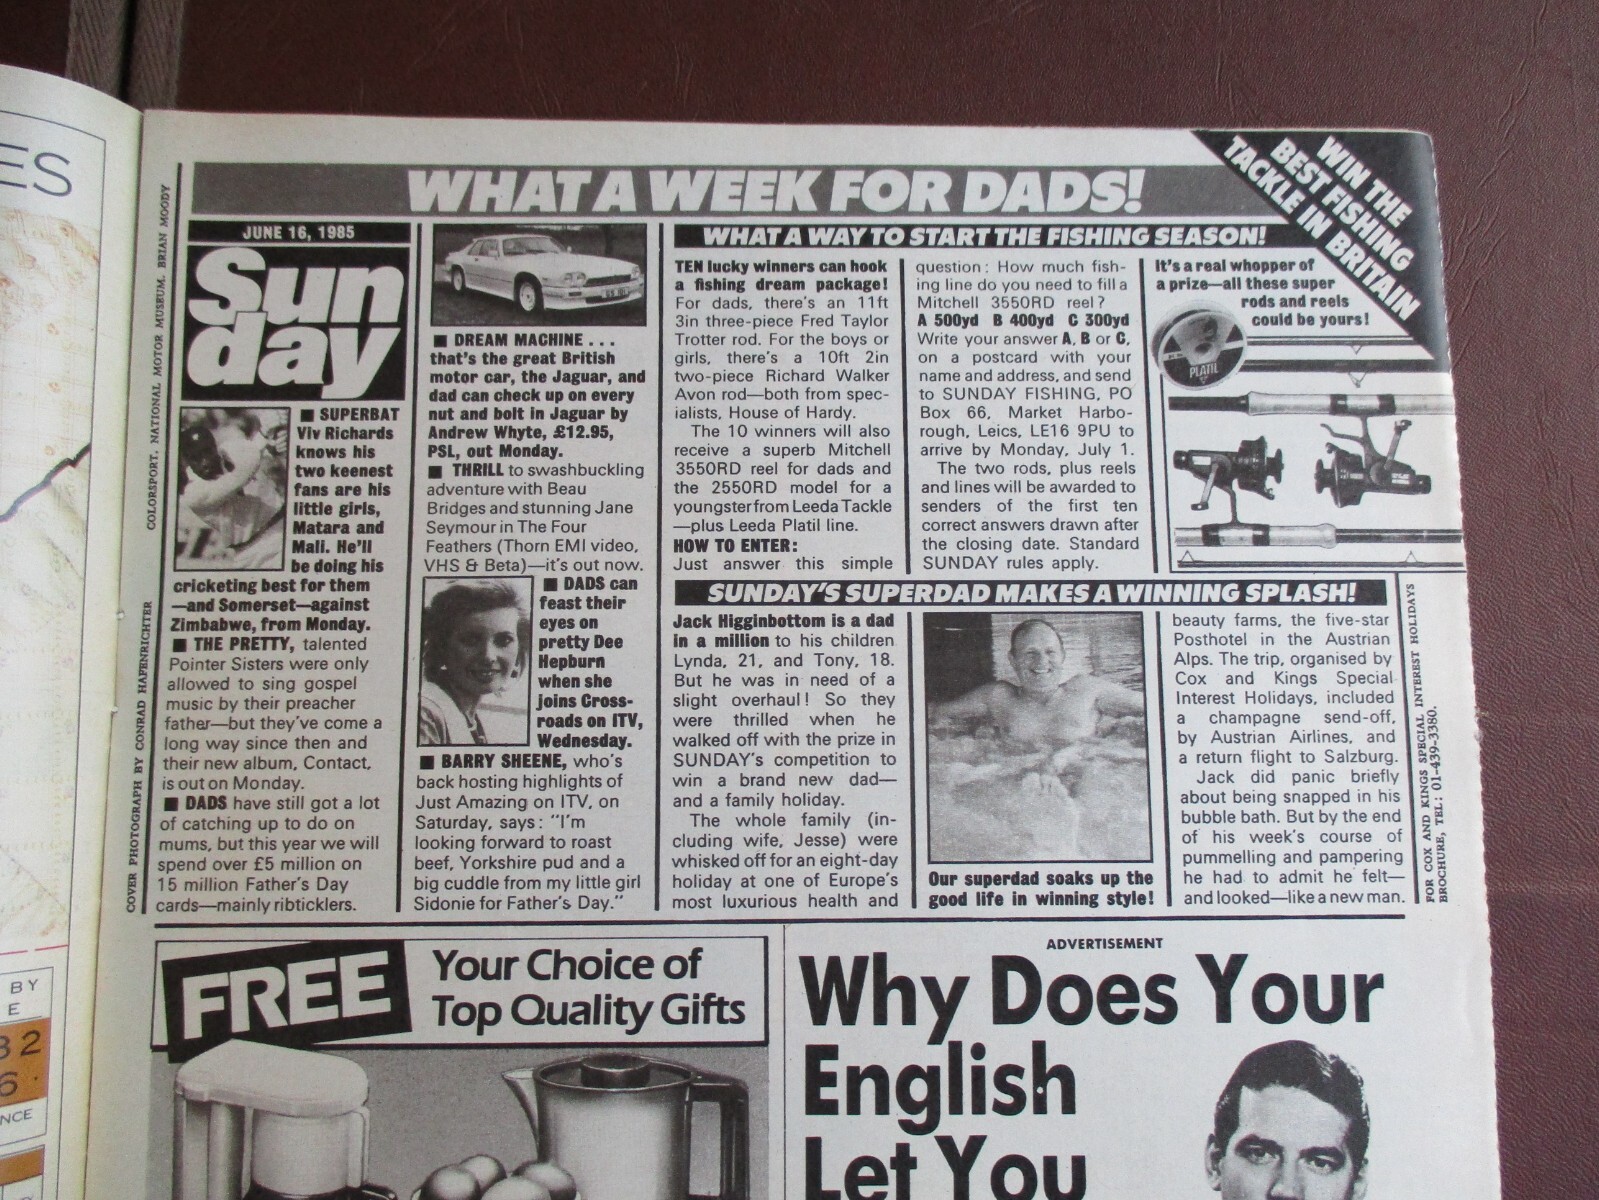 ES
BY
E
32
6
NCE
COLORSPORT. NATIONAL MOTOR MUSEUM. BRIAN MOODY
COVER PHOTOGRAPH BY CONRAD HAFENRICHTER
WHAT A WEEK FOR DADS!
WIN THE
BEST FISHING
TACKLE IN BRITAIN
JUNE 16, 1985
Sun
day
■ SUPERBAT
Viv Richards
knows his
two keenest
fans are his
little girls,
Matara and
Mali. He'll
be doing his
cricketing best for them
—and Somerset—against
Zimbabwe, from Monday.
■ THE PRETTY, talented
Pointer Sisters were only
allowed to sing gospel
music by their preacher
father—but they've come a
long way since then and
their new album, Contact,
is out on Monday.
■ DADS have still got a lot
of catching up to do on
mums, but this year we will
spend over £5 million on
15 million Father's Day
cards—mainly ribticklers.
■ DREAM MACHINE . . .
that's the great British
motor car, the Jaguar, and
dad can check up on every
nut and bolt in Jaguar by
Andrew Whyte, £12.95,
PSL, out Monday.
■ THRILL to swashbuckling
adventure with Beau
Bridges and stunning Jane
Seymour in The Four
Feathers (Thorn EMI video,
VHS & Beta)—it's out now.
■ DADS can
feast their
eyes on
pretty Dee
Hepburn
when she
joins Cross-
roads on ITV,
Wednesday.
■ BARRY SHEENE, who's
back hosting highlights of
Just Amazing on ITV, on
Saturday, says: "I'm
looking forward to roast
beef, Yorkshire pud and a
big cuddle from my little girl
Sidonie for Father's Day."
WHAT A WAY TO START THE FISHING SEASON!
TEN lucky winners can hook
a fishing dream package!
For dads, there's an 11ft
3in three-piece Fred Taylor
Trotter rod. For the boys or
girls, there's a 10ft 2in
two-piece Richard Walker
Avon rod—both from spec-
ialists, House of Hardy.
The 10 winners will also
receive a superb Mitchell
3550RD reel for dads and
the 2550RD model for a
youngster from Leeda Tackle
—plus Leeda Platil line.
HOW TO ENTER:
Just answer this simple
question: How much fish-
ing line do you need to fill a
Mitchell 3550RD reel?
A 500yd B 400yd C 300yd
Write your answer A, B or C,
on a postcard with your
name and address, and send
to SUNDAY FISHING, PO
Box 66, Market Harbo-
rough, Leics, LE16 9PU to
arrive by Monday, July 1.
The two rods, plus reels
and lines will be awarded to
senders of the first ten
correct answers drawn after
the closing date. Standard
SUNDAY rules apply.
It's a real whopper of
a prize—all these super
rods and reels
could be yours!
PLATIL
SUNDAY'S SUPERDAD MAKES A WINNING SPLASH!
Jack Higginbottom is a dad
in a million to his children
Lynda, 21, and Tony, 18.
But he was in need of a
slight overhaul! So they
were thrilled when he
walked off with the prize in
SUNDAY's competition to
win a brand new dad—
and a family holiday.
The whole family (in-
cluding wife, Jesse) were
whisked off for an eight-day
holiday at one of Europe's
most luxurious health and
Our superdad soaks up the
good life in winning style!
beauty farms, the five-star
Posthotel in the Austrian
Alps. The trip, organised by
Cox and Kings Special
Interest Holidays, included
a champagne send-off,
by Austrian Airlines, and
a return flight to Salzburg.
Jack did panic briefly
about being snapped in his
bubble bath. But by the end
of his week's course of
pummelling and pampering
he had to admit he felt—
and looked—like a new man.
FOR COX AND KINGS SPECIAL INTEREST HOLIDAYS
BROCHURE, TEL: 01-439-3380.
FREE
Your Choice of
Top Quality Gifts
ADVERTISEMENT
Why Does Your
English
Let You